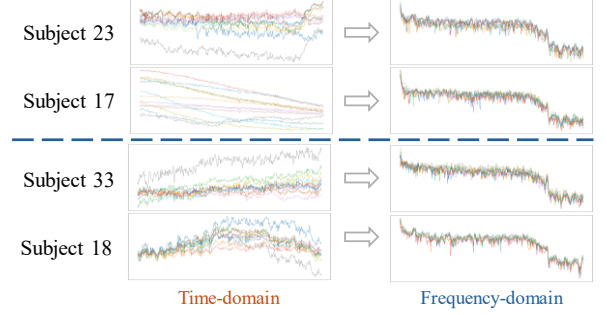 Subject 23
Subject 17
Subject 33
Subject 18
Time-domain Frequency-domain